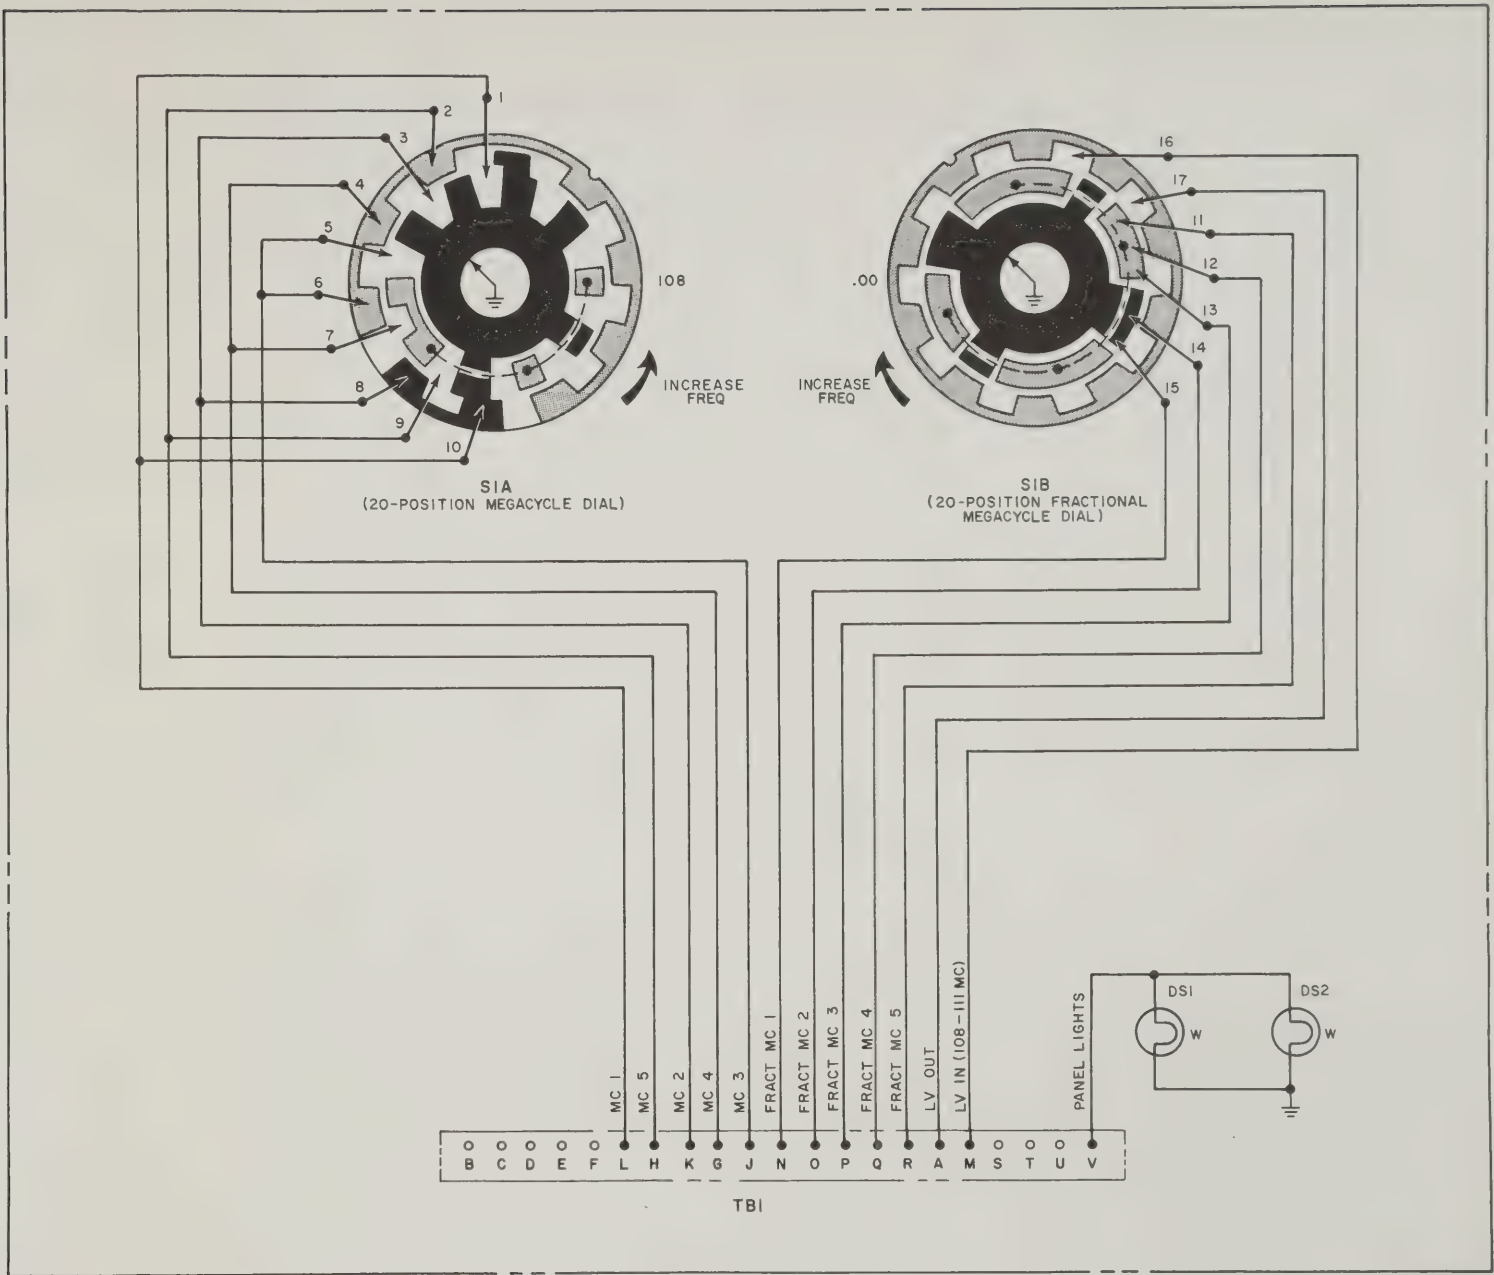 1
2
3
4
5
6
7
8
9
10
108
INCREASE
FREQ
S1A
(20-POSITION MEGACYCLE DIAL)
16
17
11
12
13
14
15
.00
INCREASE
FREQ
S1B
(20-POSITION FRACTIONAL
MEGACYCLE DIAL)
MC 1
MC 5
MC 2
MC 4
MC 3
FRACT MC 1
FRACT MC 2
FRACT MC 3
FRACT MC 4
FRACT MC 5
LV OUT
LV IN (108-111 MC)
PANEL LIGHTS
DS1
W
DS2
W
B C D E F L H K G J N O P Q R A M S T U V
TB1